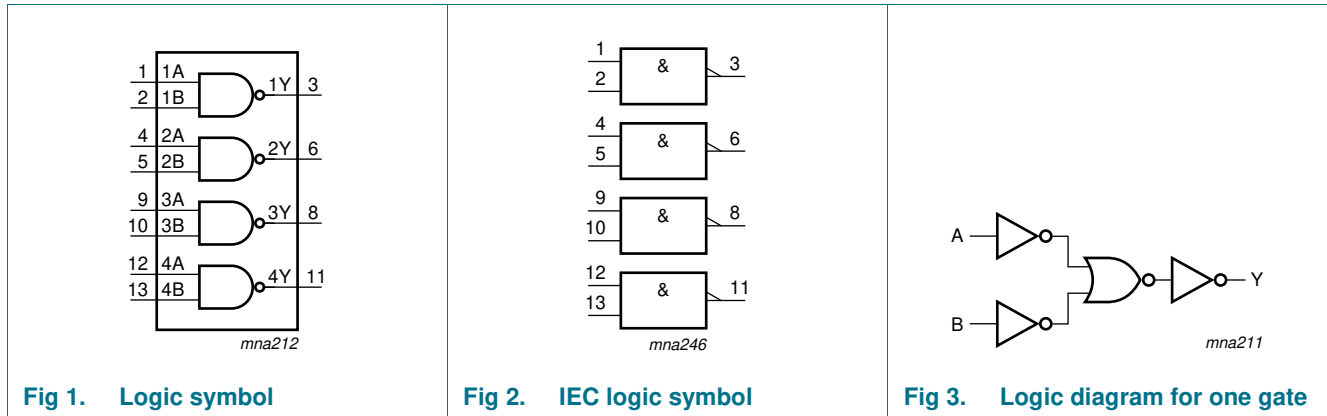 1 1A
2 1B
1Y 3
4 2A
5 2B
2Y 6
9 3A
10 3B
3Y 8
12 4A
13 4B
4Y 11
mna212
Fig 1. Logic symbol
1
2
&
3
4
5
&
6
9
10
&
8
12
13
&
11
mna246
Fig 2. IEC logic symbol
A
B
Y
mna211
Fig 3. Logic diagram for one gate